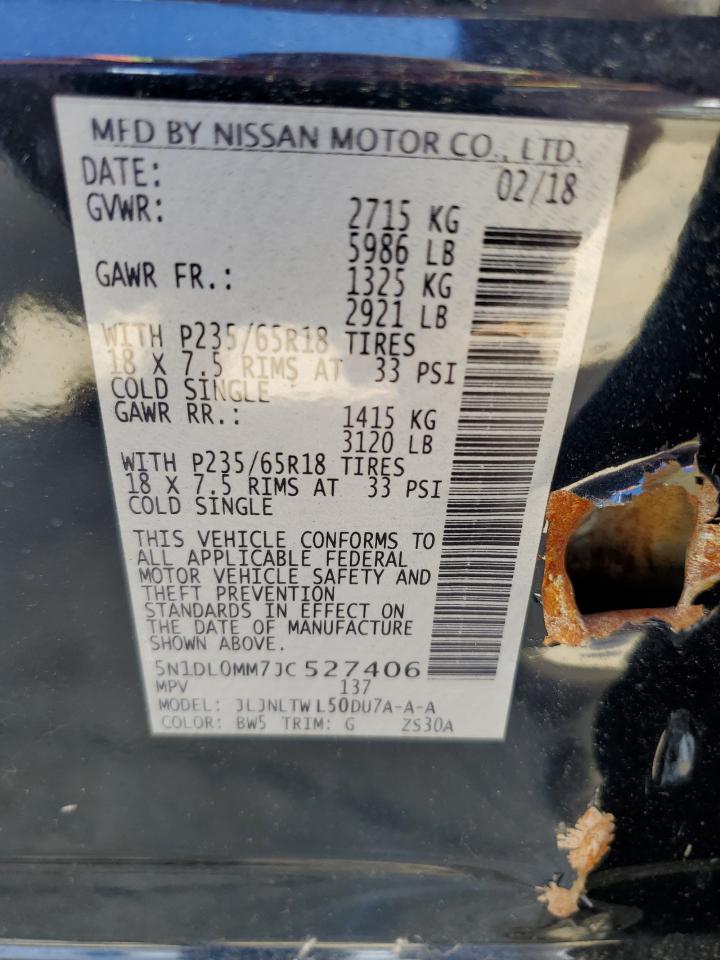 MFD BY NISSAN MOTOR CO., LTD.
DATE: 02/18
GVWR: 2715 KG
5986 LB
GAWR FR.: 1325 KG
2921 LB
WITH P235/65R18 TIRES
18 X 7.5 RIMS AT 33 PSI
COLD SINGLE
GAWR RR.: 1415 KG
3120 LB
WITH P235/65R18 TIRES
18 X 7.5 RIMS AT 33 PSI
COLD SINGLE
THIS VEHICLE CONFORMS TO
ALL APPLICABLE FEDERAL
MOTOR VEHICLE SAFETY AND
THEFT PREVENTION
STANDARDS IN EFFECT ON
THE DATE OF MANUFACTURE
SHOWN ABOVE.
5N1DL0MM7JC527406
MPV 137
MODEL: JLJNLTWL50DU7A-A-A
COLOR: BW5 TRIM: G ZS30A